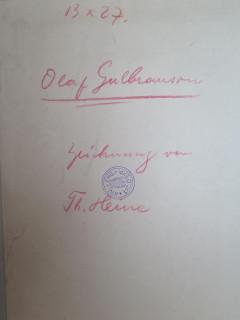 13 x 27.
Olaf Gulbransson
Zeichnung von
Th. Heine